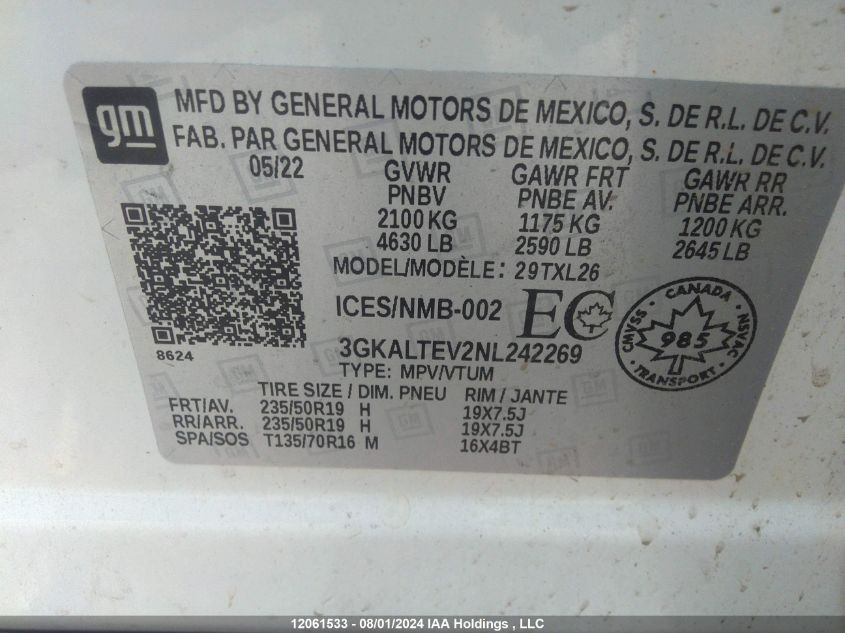 gm
MFD BY GENERAL MOTORS DE MEXICO, S. DE R.L. DE C.V.
FAB. PAR GENERAL MOTORS DE MEXICO, S. DE R.L. DE C.V.
05/22 GVWR GAWR FRT GAWR RR
PNBV PNBE AV. PNBE ARR.
2100 KG 1175 KG 1200 KG
4630 LB 2590 LB 2645 LB
MODEL/MODÈLE: 29TXL26
ICES/NMB-002 EC
CANADA
CMVSS 985 NSVAC
TRANSPORT
8624
3GKALTEV2NL242269
TYPE: MPV/VTUM
TIRE SIZE / DIM. PNEU RIM / JANTE
FRT/AV. 235/50R19 H 19X7.5J
RR/ARR. 235/50R19 H 19X7.5J
SPA/SOS T135/70R16 M 16X4BT
12061533 - 08/01/2024 IAA Holdings , LLC